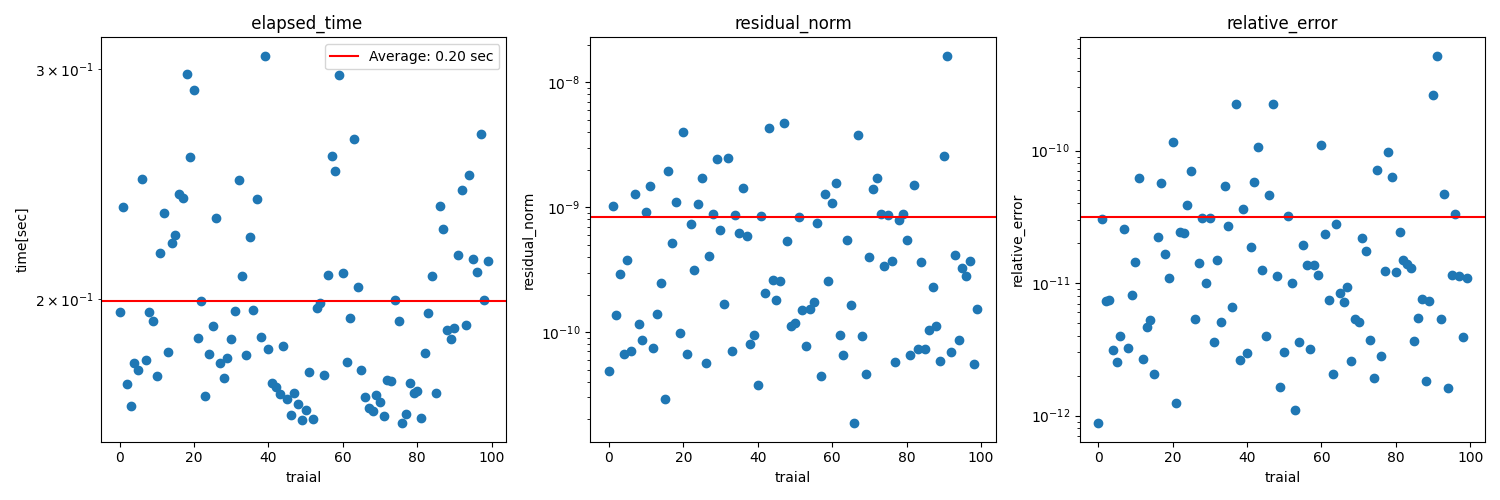 elapsed_time
time[sec]
3 × 10⁻¹
2 × 10⁻¹
Average: 0.20 sec
0 20 40 60 80 100
traial
residual_norm
residual_norm
10⁻⁸
10⁻⁹
10⁻¹⁰
0 20 40 60 80 100
traial
relative_error
relative_error
10⁻¹⁰
10⁻¹¹
10⁻¹²
0 20 40 60 80 100
traial